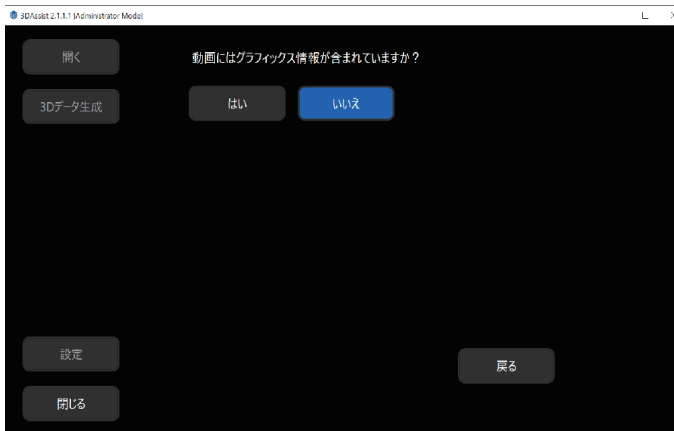 3DAssist 2.1.1.1 [Administrator Mode]
開く
動画にはグラフィックス情報が含まれていますか？
はい
いいえ
3Dデータ生成
設定
戻る
閉じる